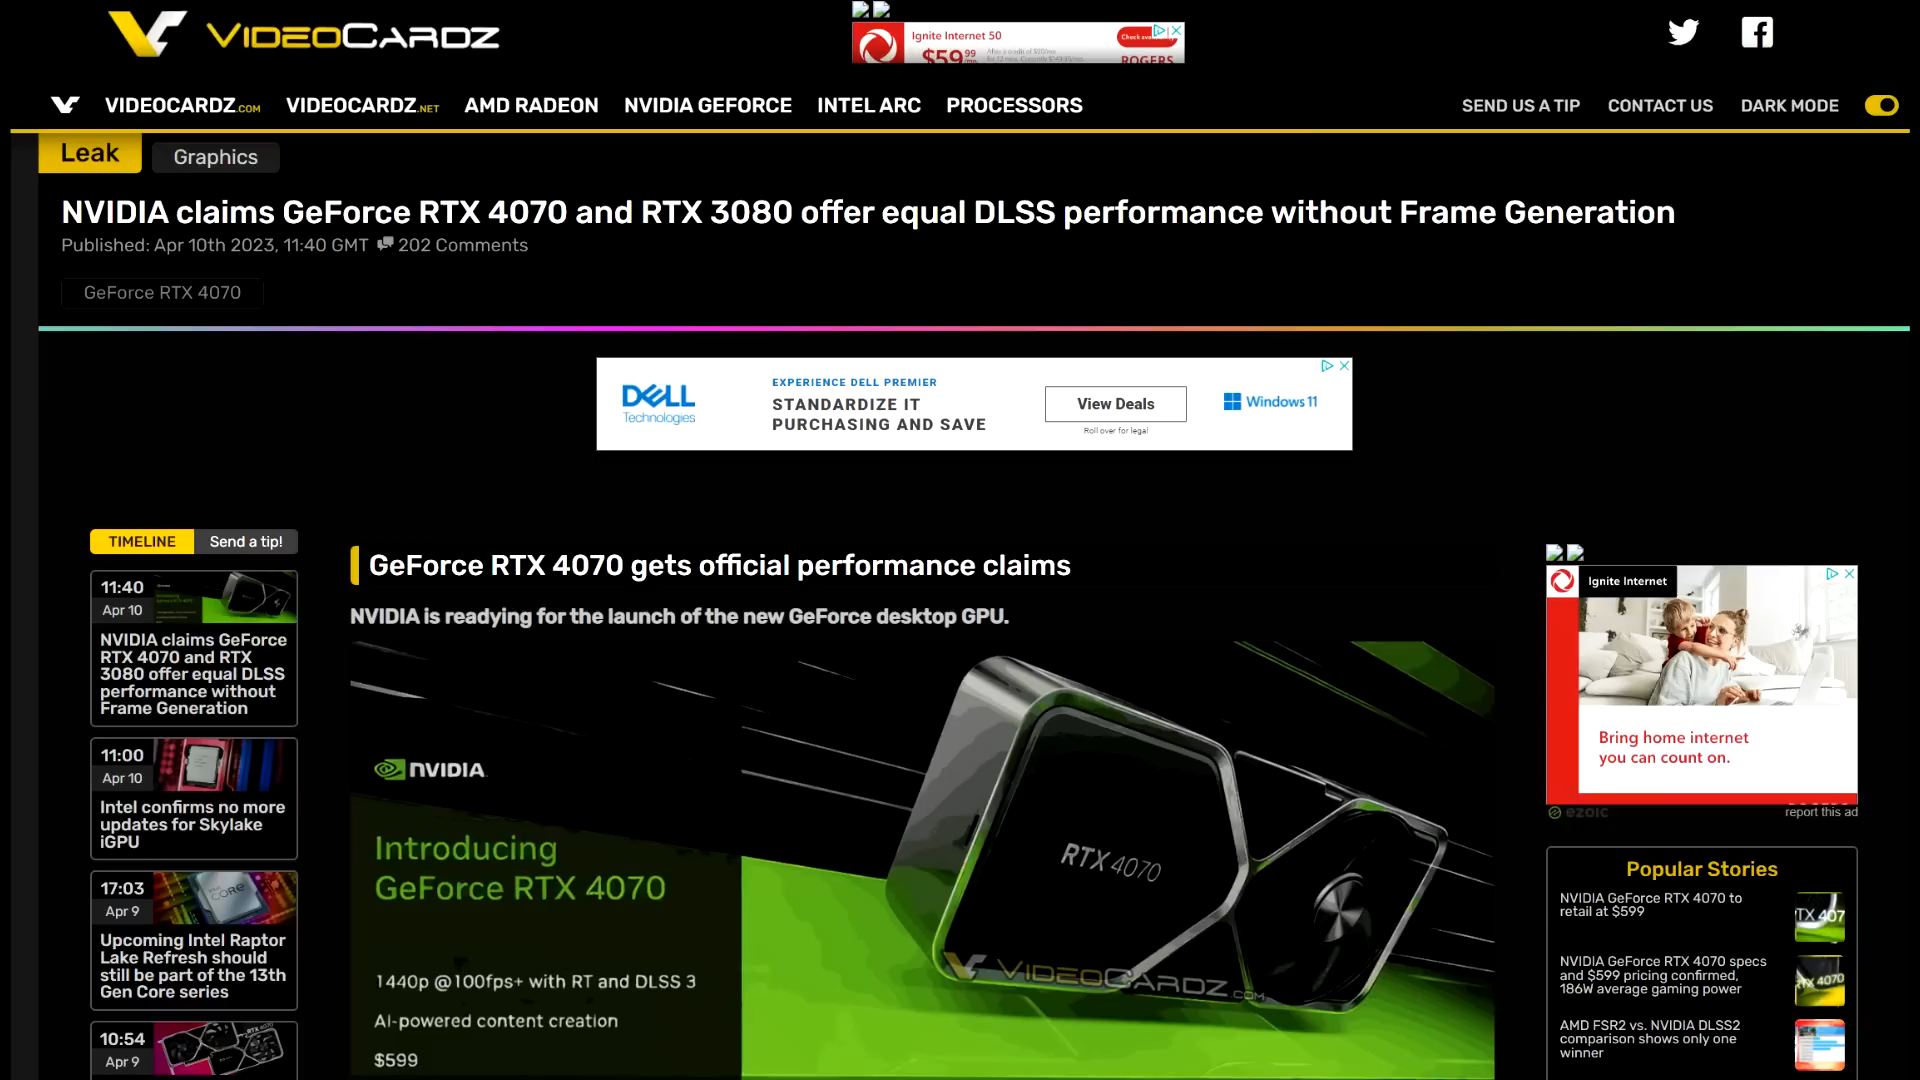 VIDEOCARDZ
Ignite Internet 50
$59.99
ROGERS
VIDEOCARDZ.COM
VIDEOCARDZ.NET
AMD RADEON
NVIDIA GEFORCE
INTEL ARC
PROCESSORS
SEND US A TIP
CONTACT US
DARK MODE
Leak
Graphics
NVIDIA claims GeForce RTX 4070 and RTX 3080 offer equal DLSS performance without Frame Generation
Published: Apr 10th 2023, 11:40 GMT 202 Comments
GeForce RTX 4070
DELL
Technologies
EXPERIENCE DELL PREMIER
STANDARDIZE IT
PURCHASING AND SAVE
View Deals
Roll over for legal
Windows 11
TIMELINE
Send a tip!
11:40
Apr 10
NVIDIA claims GeForce
RTX 4070 and RTX
3080 offer equal DLSS
performance without
Frame Generation
11:00
Apr 10
Intel confirms no more
updates for Skylake
iGPU
17:03
Apr 9
CORE
Upcoming Intel Raptor
Lake Refresh should
still be part of the 13th
Gen Core series
10:54
Apr 9
GeForce RTX 4070 gets official performance claims
NVIDIA is readying for the launch of the new GeForce desktop GPU.
NVIDIA.
Introducing
GeForce RTX 4070
1440p @100fps+ with RT and DLSS 3
AI-powered content creation
$599
RTX 4070
VIDEOCARDZ.COM
Ignite Internet
Bring home internet
you can count on.
ezoic
report this ad
Popular Stories
NVIDIA GeForce RTX 4070 to
retail at $599
NVIDIA GeForce RTX 4070 specs
and $599 pricing confirmed,
186W average gaming power
AMD FSR2 vs. NVIDIA DLSS2
comparison shows only one
winner